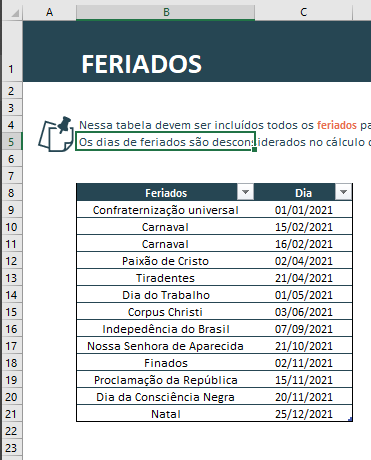 A B C
1 FERIADOS
2
3
4 Nessa tabela devem ser incluídos todos os feriados pa
5 Os dias de feriados são desconsiderados no cálculo d
6
7
8 Feriados Dia
9 Confraternização universal 01/01/2021
10 Carnaval 15/02/2021
11 Carnaval 16/02/2021
12 Paixão de Cristo 02/04/2021
13 Tiradentes 21/04/2021
14 Dia do Trabalho 01/05/2021
15 Corpus Christi 03/06/2021
16 Indepedência do Brasil 07/09/2021
17 Nossa Senhora de Aparecida 21/10/2021
18 Finados 02/11/2021
19 Proclamação da República 15/11/2021
20 Dia da Consciência Negra 20/11/2021
21 Natal 25/12/2021
22
23